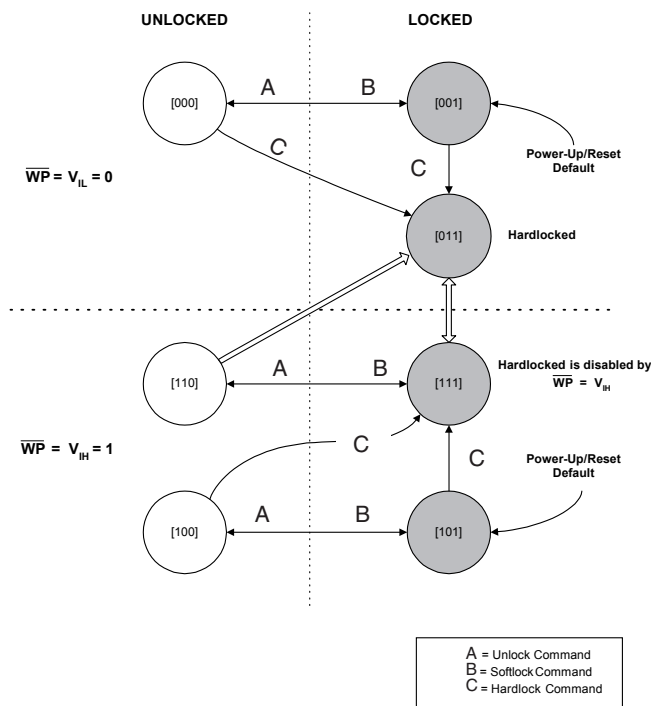 UNLOCKED LOCKED
A B
[000] [001]
C
C
Power-Up/Reset
Default
WP = VIL = 0
[011] Hardlocked
A B
[110] [111]
Hardlocked is disabled by
WP = VIH
C
WP = VIH = 1
C
Power-Up/Reset
Default
A B
[100] [101]
A = Unlock Command
B = Softlock Command
C = Hardlock Command